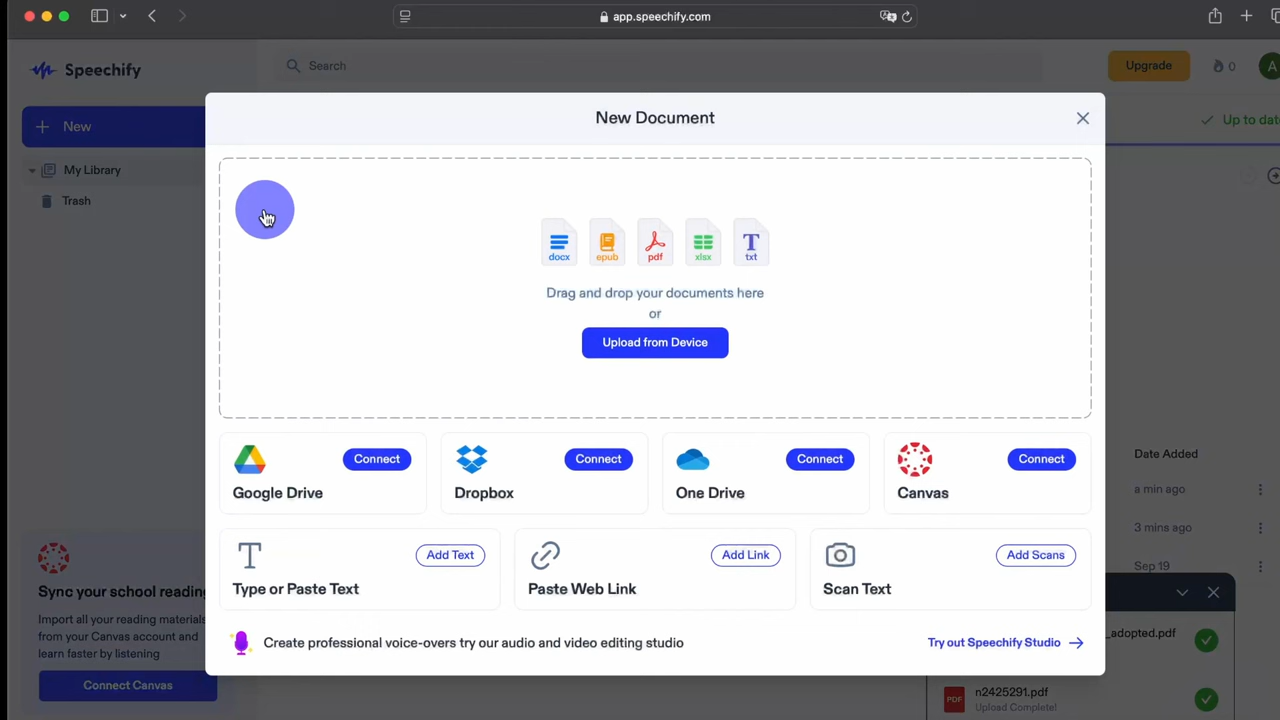 app.speechify.com
Speechify
Search
Upgrade
0
A
New
New Document
My Library
Trash
docx
epub
pdf
xlsx
T
txt
Drag and drop your documents here
or
Upload from Device
Connect
Google Drive
Connect
Dropbox
Connect
One Drive
Connect
Canvas
Date Added
a min ago
3 mins ago
Sep 19
Add Text
Type or Paste Text
Add Link
Paste Web Link
Add Scans
Scan Text
Sync your school reading
Import all your reading materials
from your Canvas account and
learn faster by listening
Connect Canvas
Create professional voice-overs try our audio and video editing studio
Try out Speechify Studio
_adopted.pdf
PDF
n2425291.pdf
Upload Complete!
Up to date